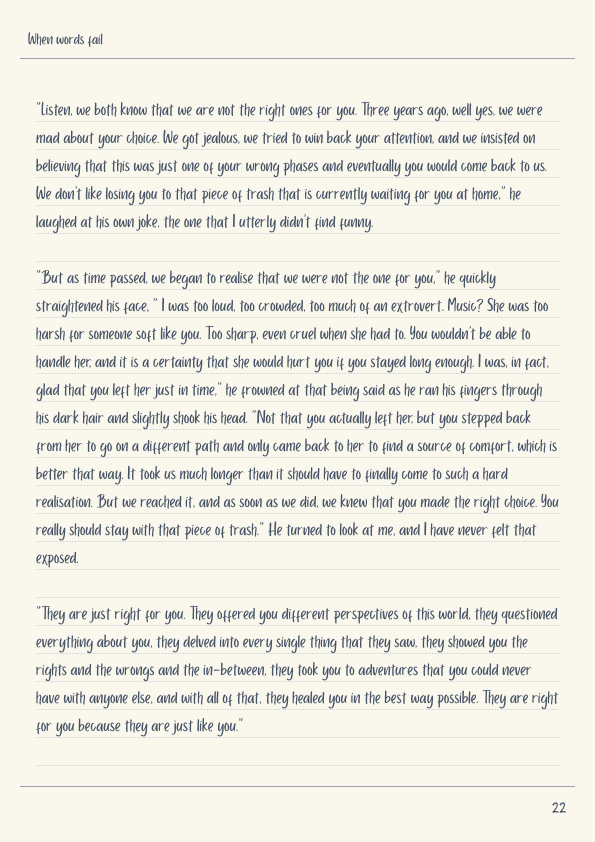 When words fail
"Listen, we both know that we are not the right ones for you. Three years ago, well yes, we were
mad about your choice. We got jealous, we tried to win back your attention, and we insisted on
believing that this was just one of your wrong phases and eventually you would come back to us.
We don't like losing you to that piece of trash that is currently waiting for you at home," he
laughed at his own joke, the one that I utterly didn't find funny.
"But as time passed, we began to realise that we were not the one for you," he quickly
straightened his face, " I was too loud, too crowded, too much of an extrovert. Music? She was too
harsh for someone soft like you. Too sharp, even cruel when she had to. You wouldn't be able to
handle her, and it is a certainty that she would hurt you if you stayed long enough. I was, in fact,
glad that you left her just in time," he frowned at that being said as he ran his fingers through
his dark hair and slightly shook his head. "Not that you actually left her, but you stepped back
from her to go on a different path and only came back to her to find a source of comfort, which is
better that way. It took us much longer than it should have to finally come to such a hard
realisation. But we reached it, and as soon as we did, we knew that you made the right choice. You
really should stay with that piece of trash." He turned to look at me, and I have never felt that
exposed.
"They are just right for you. They offered you different perspectives of this world, they questioned
everything about you, they delved into every single thing that they saw, they showed you the
rights and the wrongs and the in-between, they took you to adventures that you could never
have with anyone else, and with all of that, they healed you in the best way possible. They are right
for you because they are just like you."
22